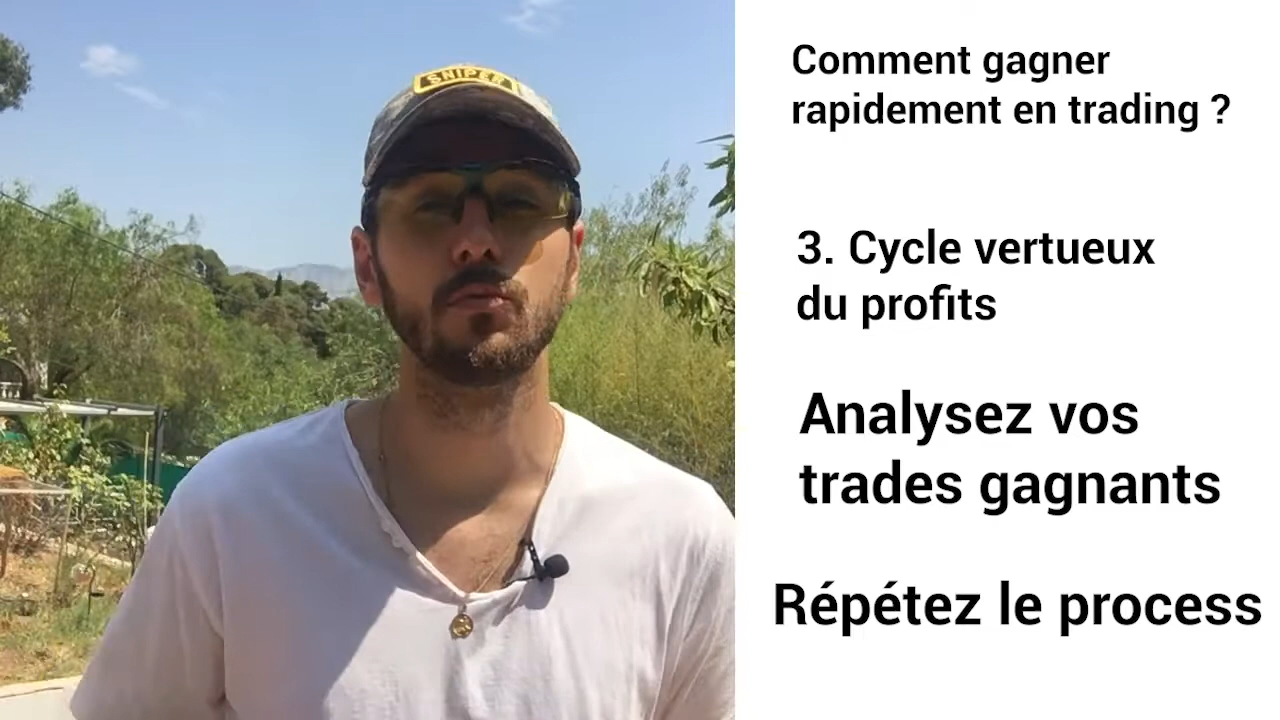 SNIPER
Comment gagner
rapidement en trading ?
3. Cycle vertueux
du profits
Analysez vos
trades gagnants
Répétez le process